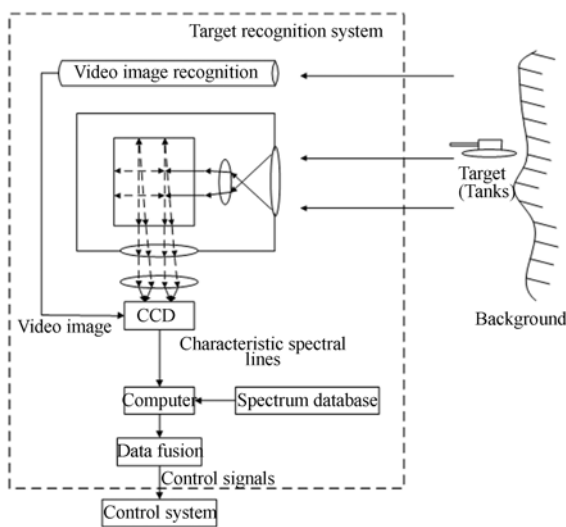 Target recognition system
Video image recognition
Target
(Tanks)
Background
CCD
Video image
Characteristic spectral
lines
Computer
Spectrum database
Data fusion
Control signals
Control system